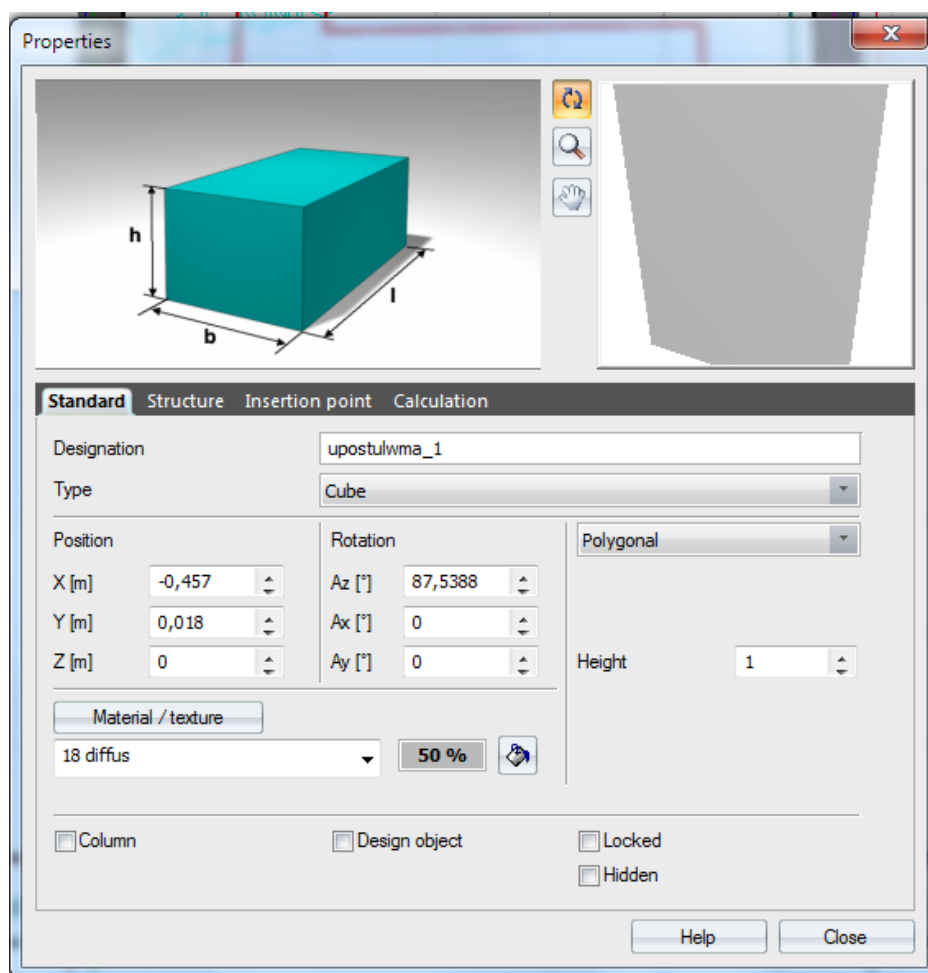 Properties
h
b
l
Standard Structure Insertion point Calculation
Designation upostulwma_1
Type Cube
Position Rotation Polygonal
X [m] -0,457 Az [°] 87,5388
Y [m] 0,018 Ax [°] 0
Z [m] 0 Ay [°] 0 Height 1
Material / texture
18 diffus 50 %
Column Design object Locked
Hidden
Help Close